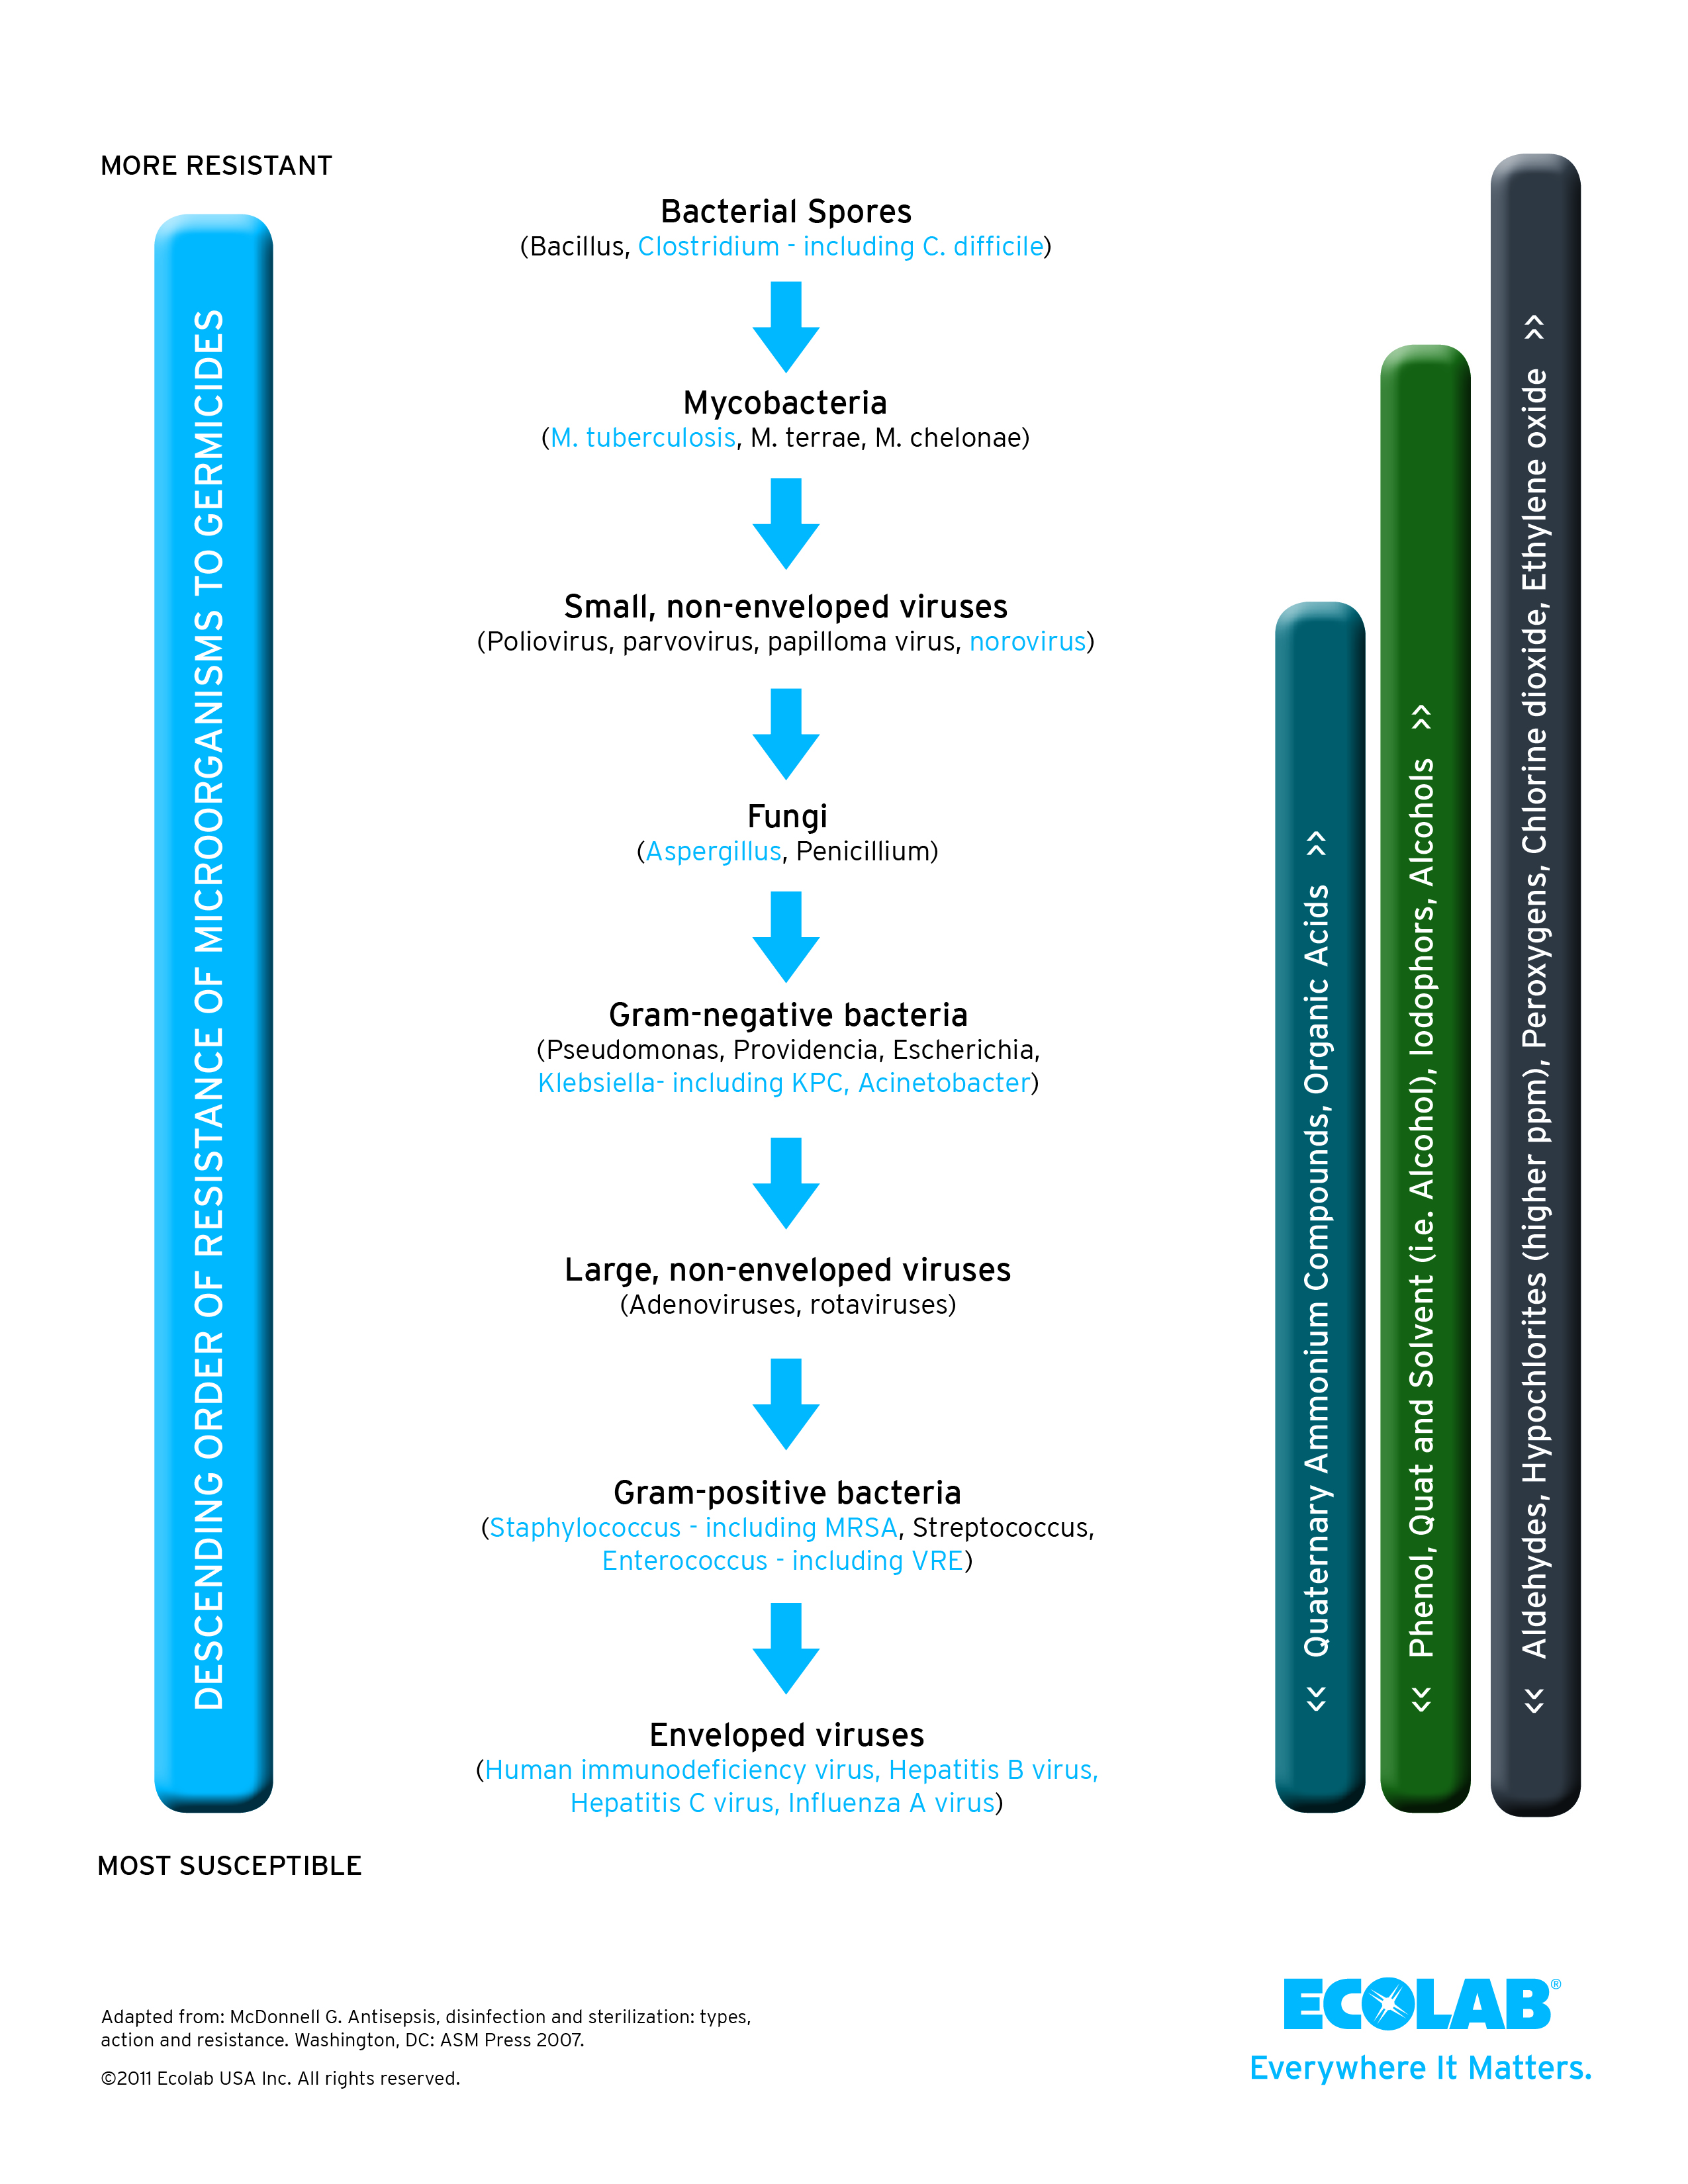 MORE RESISTANT
DESCENDING ORDER OF RESISTANCE OF MICROORGANISMS TO GERMICIDES
MOST SUSCEPTIBLE
Bacterial Spores
(Bacillus, Clostridium - including C. difficile)
Mycobacteria
(M. tuberculosis, M. terrae, M. chelonae)
Small, non-enveloped viruses
(Poliovirus, parvovirus, papilloma virus, norovirus)
Fungi
(Aspergillus, Penicillium)
Gram-negative bacteria
(Pseudomonas, Providencia, Escherichia,
Klebsiella- including KPC, Acinetobacter)
Large, non-enveloped viruses
(Adenoviruses, rotaviruses)
Gram-positive bacteria
(Staphylococcus - including MRSA, Streptococcus,
Enterococcus - including VRE)
Enveloped viruses
(Human immunodeficiency virus, Hepatitis B virus,
Hepatitis C virus, Influenza A virus)
<< Quaternary Ammonium Compounds, Organic Acids >>
<< Phenol, Quat and Solvent (i.e. Alcohol), Iodophors, Alcohols >>
<< Aldehydes, Hypochlorites (higher ppm), Peroxygens, Chlorine dioxide, Ethylene oxide >>
Adapted from: McDonnell G. Antisepsis, disinfection and sterilization: types,
action and resistance. Washington, DC: ASM Press 2007.
©2011 Ecolab USA Inc. All rights reserved.
ECOLAB®
Everywhere It Matters.